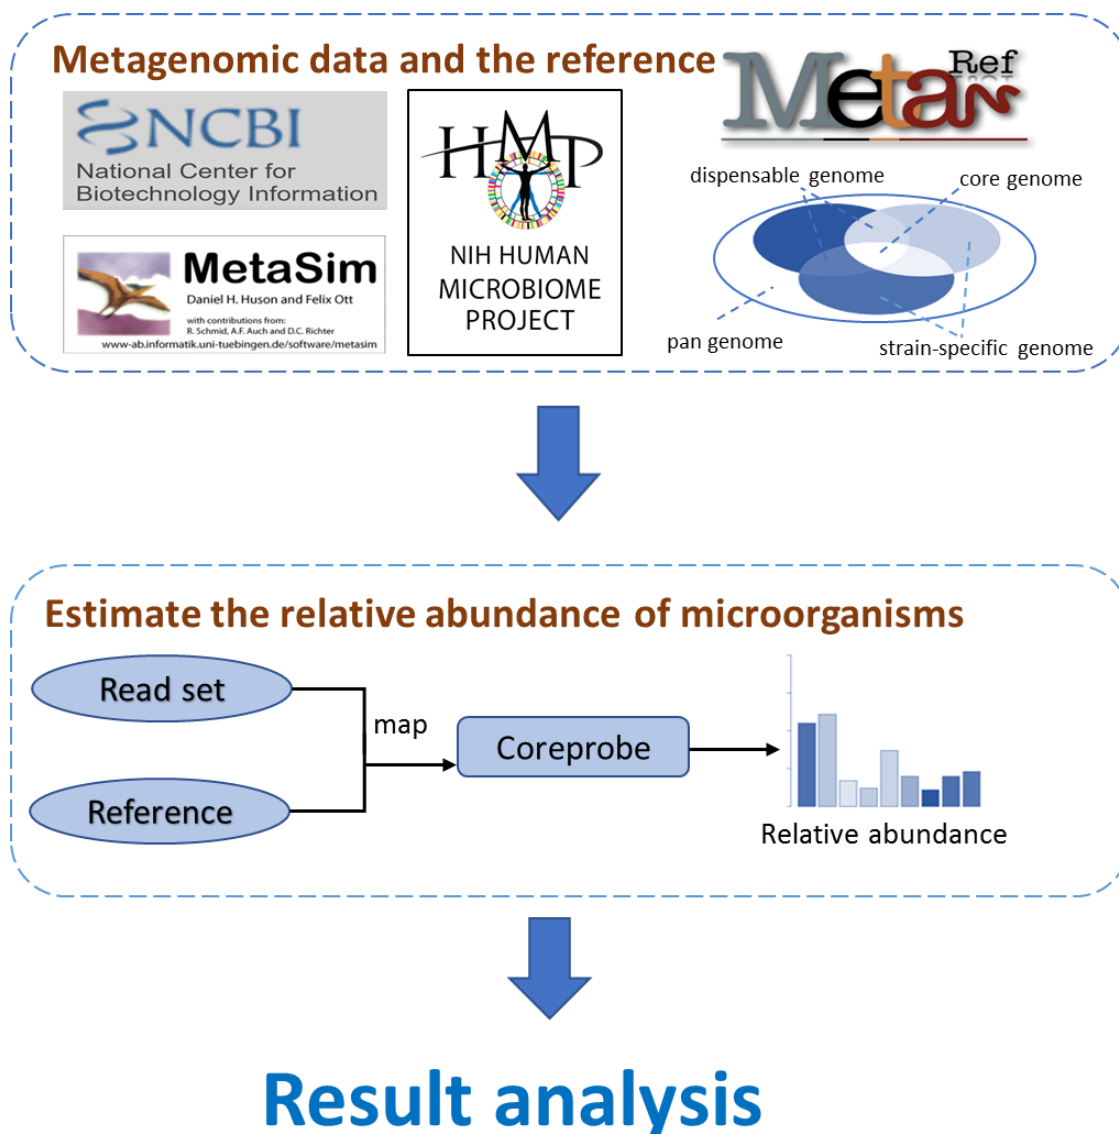 Metagenomic data and the reference
NCBI
National Center for
Biotechnology Information
HMP
NIH HUMAN
MICROBIOME
PROJECT
Meta Ref
dispensable genome
core genome
pan genome
strain-specific genome
MetaSim
Daniel H. Huson and Felix Ott
with contributions from:
R. Schmid, A.F. Auch and D.C. Richter
www-ab.informatik.uni-tuebingen.de/software/metasim
Estimate the relative abundance of microorganisms
Read set
map
Coreprobe
Reference
Relative abundance
Result analysis